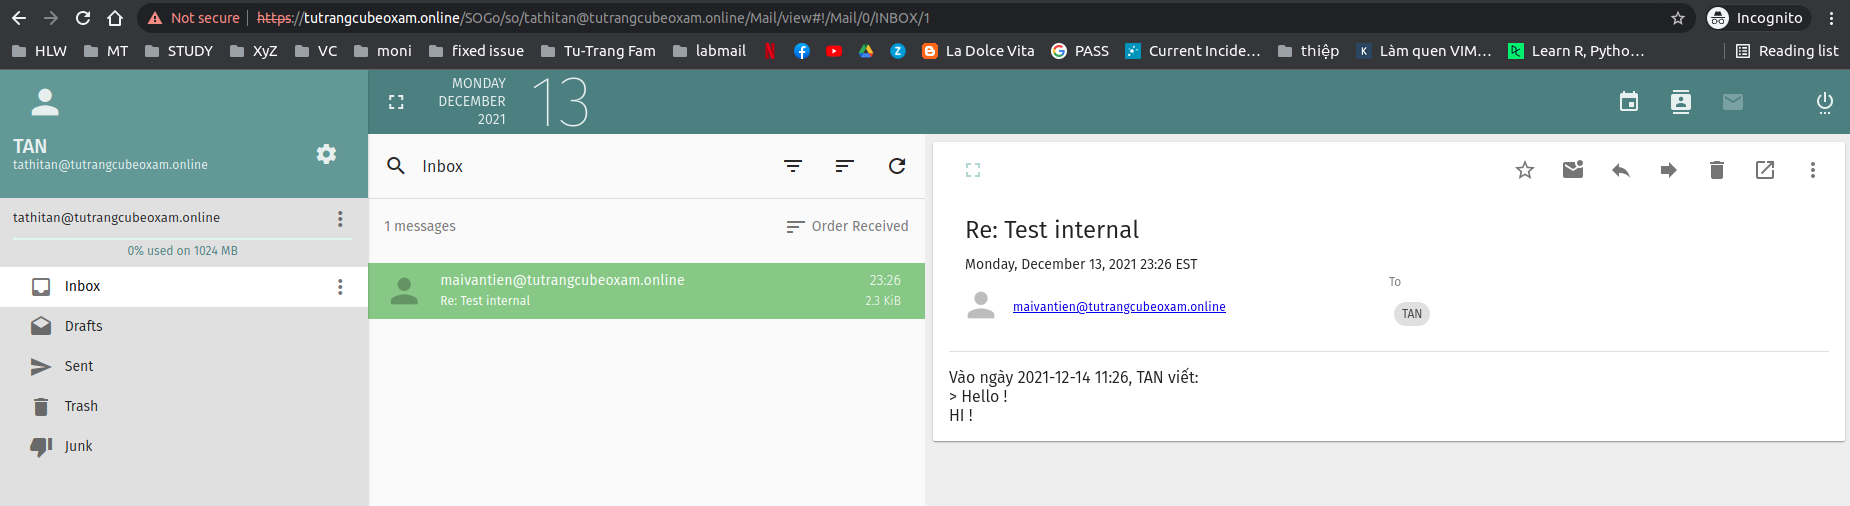 Not secure https://tutrangcubeoxam.online/SOGo/so/tathitan@tutrangcubeoxam.online/Mail/view#!/Mail/0/INBOX/1 Incognito
HLW MT STUDY XyZ VC moni fixed issue Tu-Trang Fam labmail La Dolce Vita PASS Current Incide... thiệp K Làm quen VIM... Learn R, Pytho... Reading list
MONDAY
DECEMBER
2021
13
TAN
tathitan@tutrangcubeoxam.online
tathitan@tutrangcubeoxam.online
0% used on 1024 MB
Inbox
Drafts
Sent
Trash
Junk
Inbox
1 messages Order Received
maivantien@tutrangcubeoxam.online 23:26
Re: Test internal 2.3 KiB
Re: Test internal
Monday, December 13, 2021 23:26 EST
To
maivantien@tutrangcubeoxam.online
TAN
Vào ngày 2021-12-14 11:26, TAN viết:
> Hello !
HI !